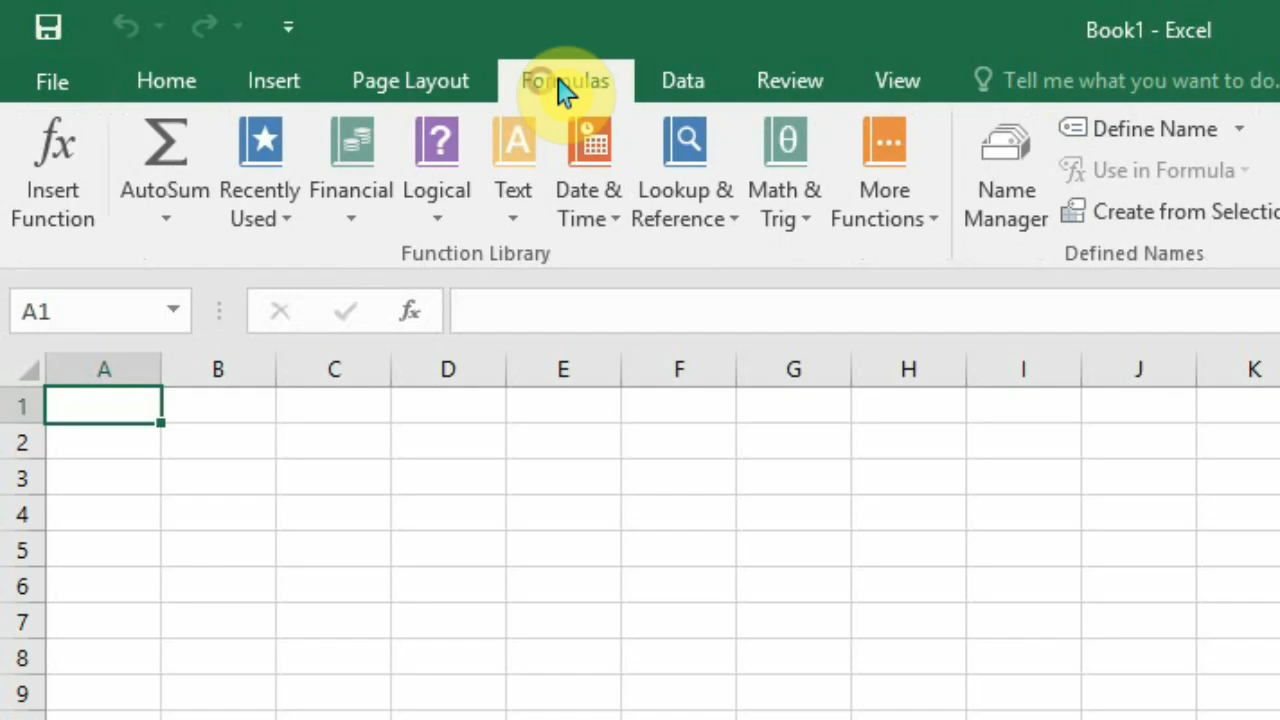 Book1 - Excel
File Home Insert Page Layout Formulas Data Review View Tell me what you want to do.
fx Insert Function
Σ AutoSum
Recently Used
Financial
? Logical
A Text
Date & Time
Lookup & Reference
θ Math & Trig
... More Functions
Function Library
Name Manager
Define Name
fx Use in Formula
Create from Selectio
Defined Names
A1 fx
A B C D E F G H I J K
1
2
3
4
5
6
7
8
9